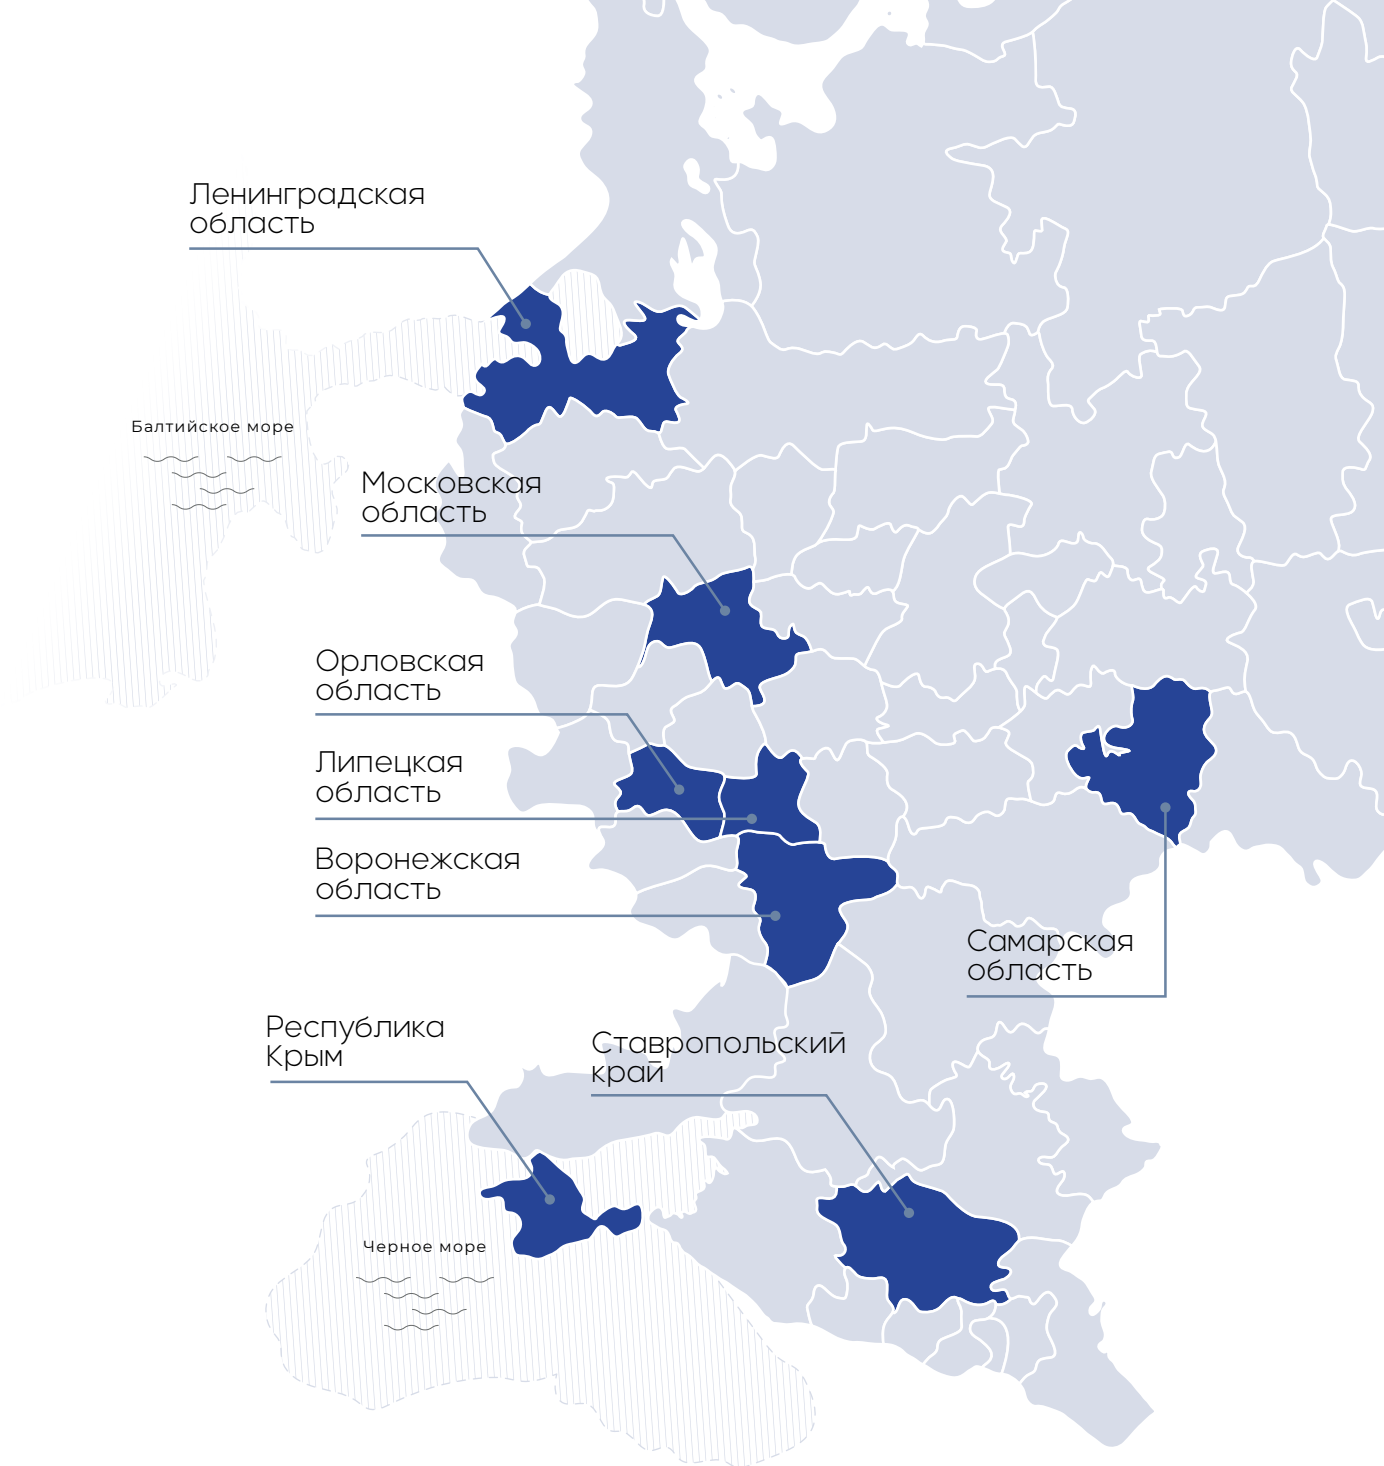 Ленинградская
область
Балтийское море
Московская
область
Орловская
область
Липецкая
область
Воронежская
область
Самарская
область
Республика
Крым
Ставропольский
край
Черное море